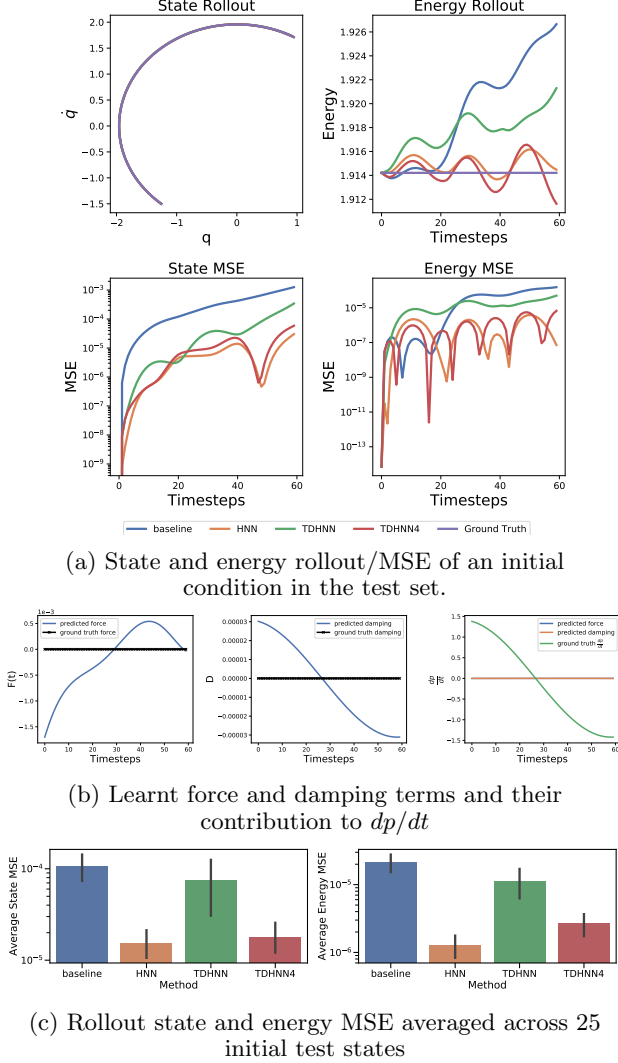 State Rollout
Energy Rollout
2.0
1.5
1.0
0.5
0.0
−0.5
−1.0
−1.5
q̇
−2
−1
0
1
q
1.926
1.924
1.922
1.920
1.918
1.916
1.914
1.912
Energy
0
20
40
60
Timesteps
State MSE
Energy MSE
10⁻³
10⁻⁴
10⁻⁵
10⁻⁶
10⁻⁷
10⁻⁸
10⁻⁹
MSE
0
20
40
60
Timesteps
10⁻⁵
10⁻⁷
10⁻⁹
10⁻¹¹
10⁻¹³
MSE
0
20
40
60
Timesteps
baseline HNN TDHNN TDHNN4 Ground Truth
(a) State and energy rollout/MSE of an initial
condition in the test set.
1e−3
0.5
0.0
−0.5
−1.0
−1.5
F(t)
predicted force
ground truth force
0 10 20 30 40 50 60
Timesteps
0.00003
0.00002
0.00001
0.00000
−0.00001
−0.00002
−0.00003
D
predicted damping
ground truth damping
0 10 20 30 40 50 60
Timesteps
1.5
1.0
0.5
0.0
−0.5
−1.0
−1.5
dp/dt
predicted force
predicted damping
ground truth dp/dt
0 10 20 30 40 50 60
Timesteps
(b) Learnt force and damping terms and their
contribution to dp/dt
10⁻⁴
10⁻⁵
Average State MSE
baseline HNN TDHNN TDHNN4
Method
10⁻⁵
10⁻⁶
Average Energy MSE
baseline HNN TDHNN TDHNN4
Method
(c) Rollout state and energy MSE averaged across 25
initial test states